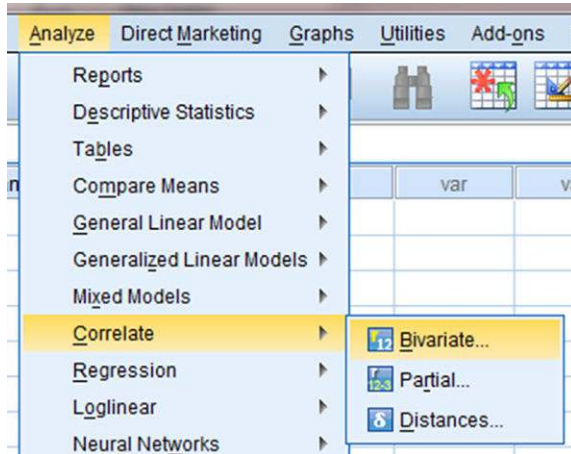 Analyze Direct Marketing Graphs Utilities Add-ons
Reports
Descriptive Statistics
Tables
Compare Means
var
General Linear Model
Generalized Linear Models
Mixed Models
Correlate
Bivariate...
Regression
Partial...
Loglinear
Distances...
Neural Networks